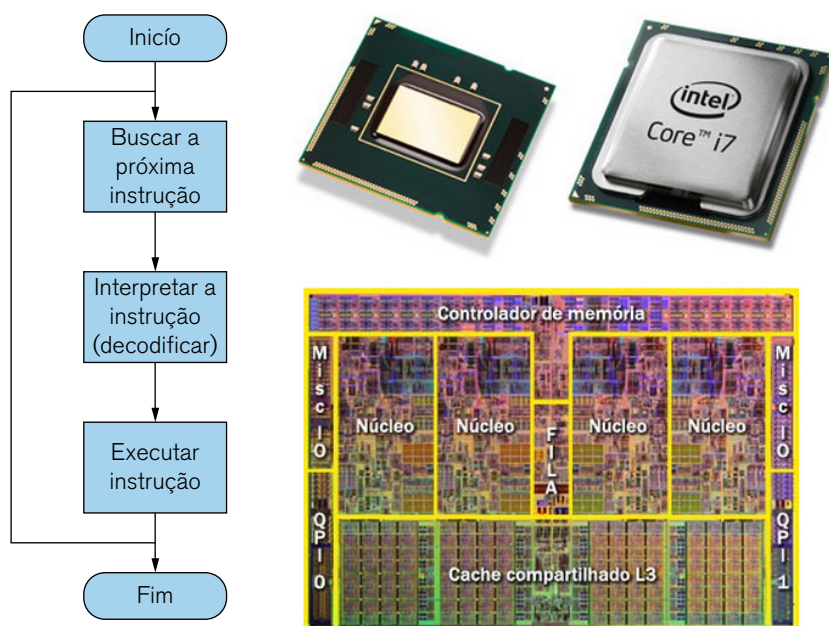 Inicío
Buscar a
próxima
instrução
Interpretar a
instrução
(decodificar)
Executar
instrução
Fim
intel
Core™ i7
Controlador de memória
Misc IO
Núcleo
Núcleo
FILA
Núcleo
Núcleo
Misc IO
QPI 0
Cache compartilhado L3
QPI 1